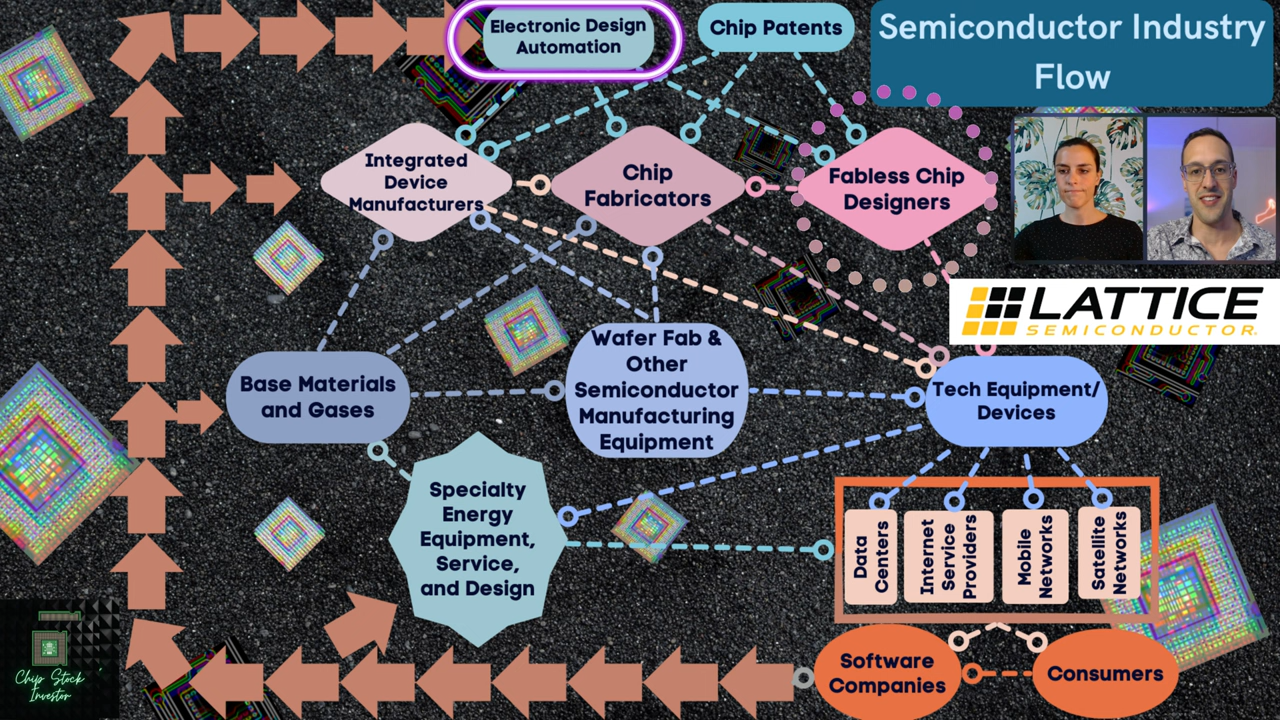 Electronic Design
Automation
Chip Patents
Semiconductor Industry
Flow
Integrated
Device
Manufacturers
Chip
Fabricators
Fabless Chip
Designers
LATTICE
SEMICONDUCTOR.
Base Materials
and Gases
Wafer Fab &
Other
Semiconductor
Manufacturing
Equipment
Tech Equipment/
Devices
Specialty
Energy
Equipment,
Service,
and Design
Data
Centers
Internet
Service
Providers
Mobile
Networks
Satellite
Networks
Software
Companies
Consumers
Chip Stock
Investor